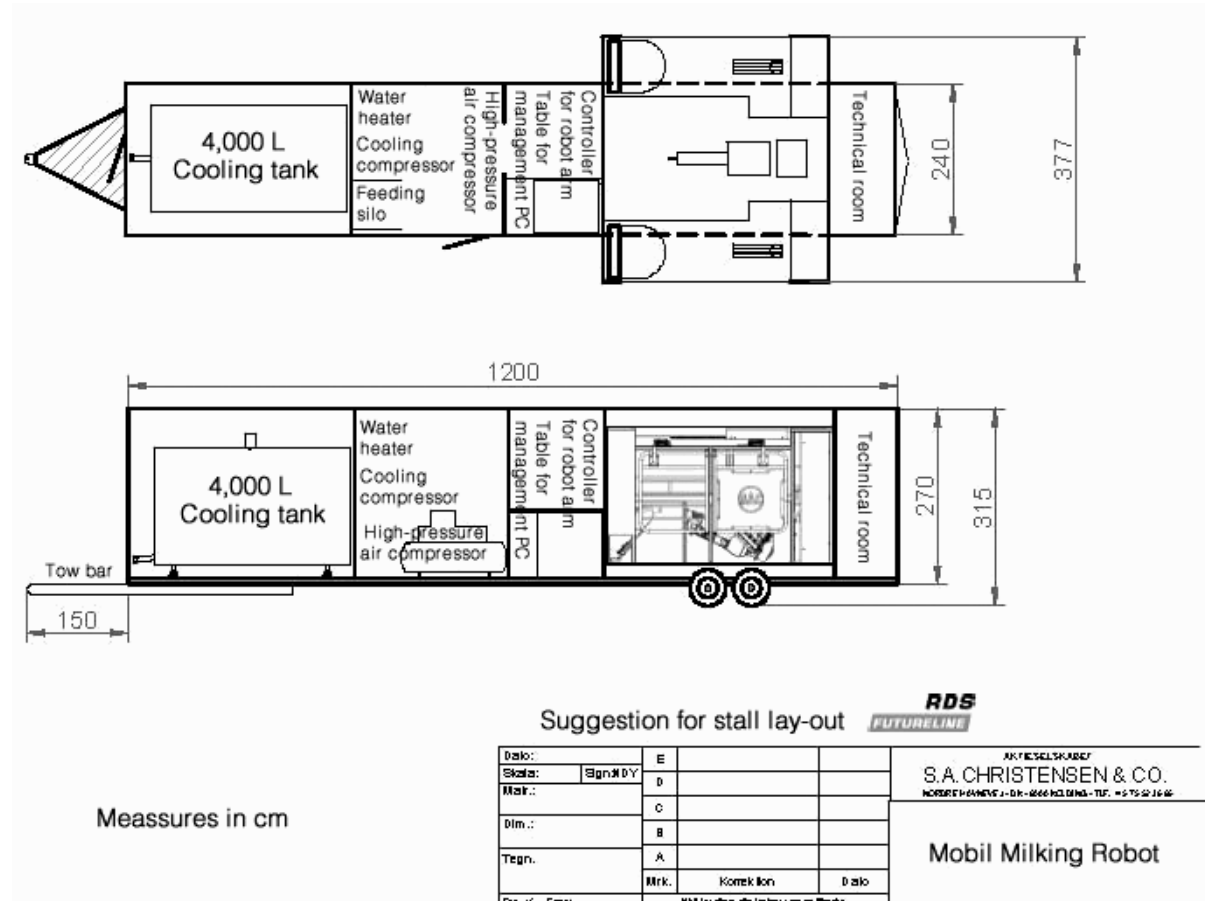 4,000 L
Cooling tank
Water
heater
Cooling
compressor
Feeding
silo
High-pressure
air compressor
Table for
management PC
Controller
for robot arm
Technical room
240
377
1200
4,000 L
Cooling tank
Water
heater
Cooling
compressor
High-pressure
air compressor
Table for
management PC
Controller
for robot arm
Technical room
270
315
Tow bar
150
Suggestion for stall lay-out
RDS
FUTURELINE
Meassures in cm
Dato:
Skala:
Matr.:
Dim.:
Tegn.
E
D
C
B
A
Mrk.
Korrektion
Dato
AKTIESELSKABET
S.A. CHRISTENSEN & CO.
Mobil Milking Robot